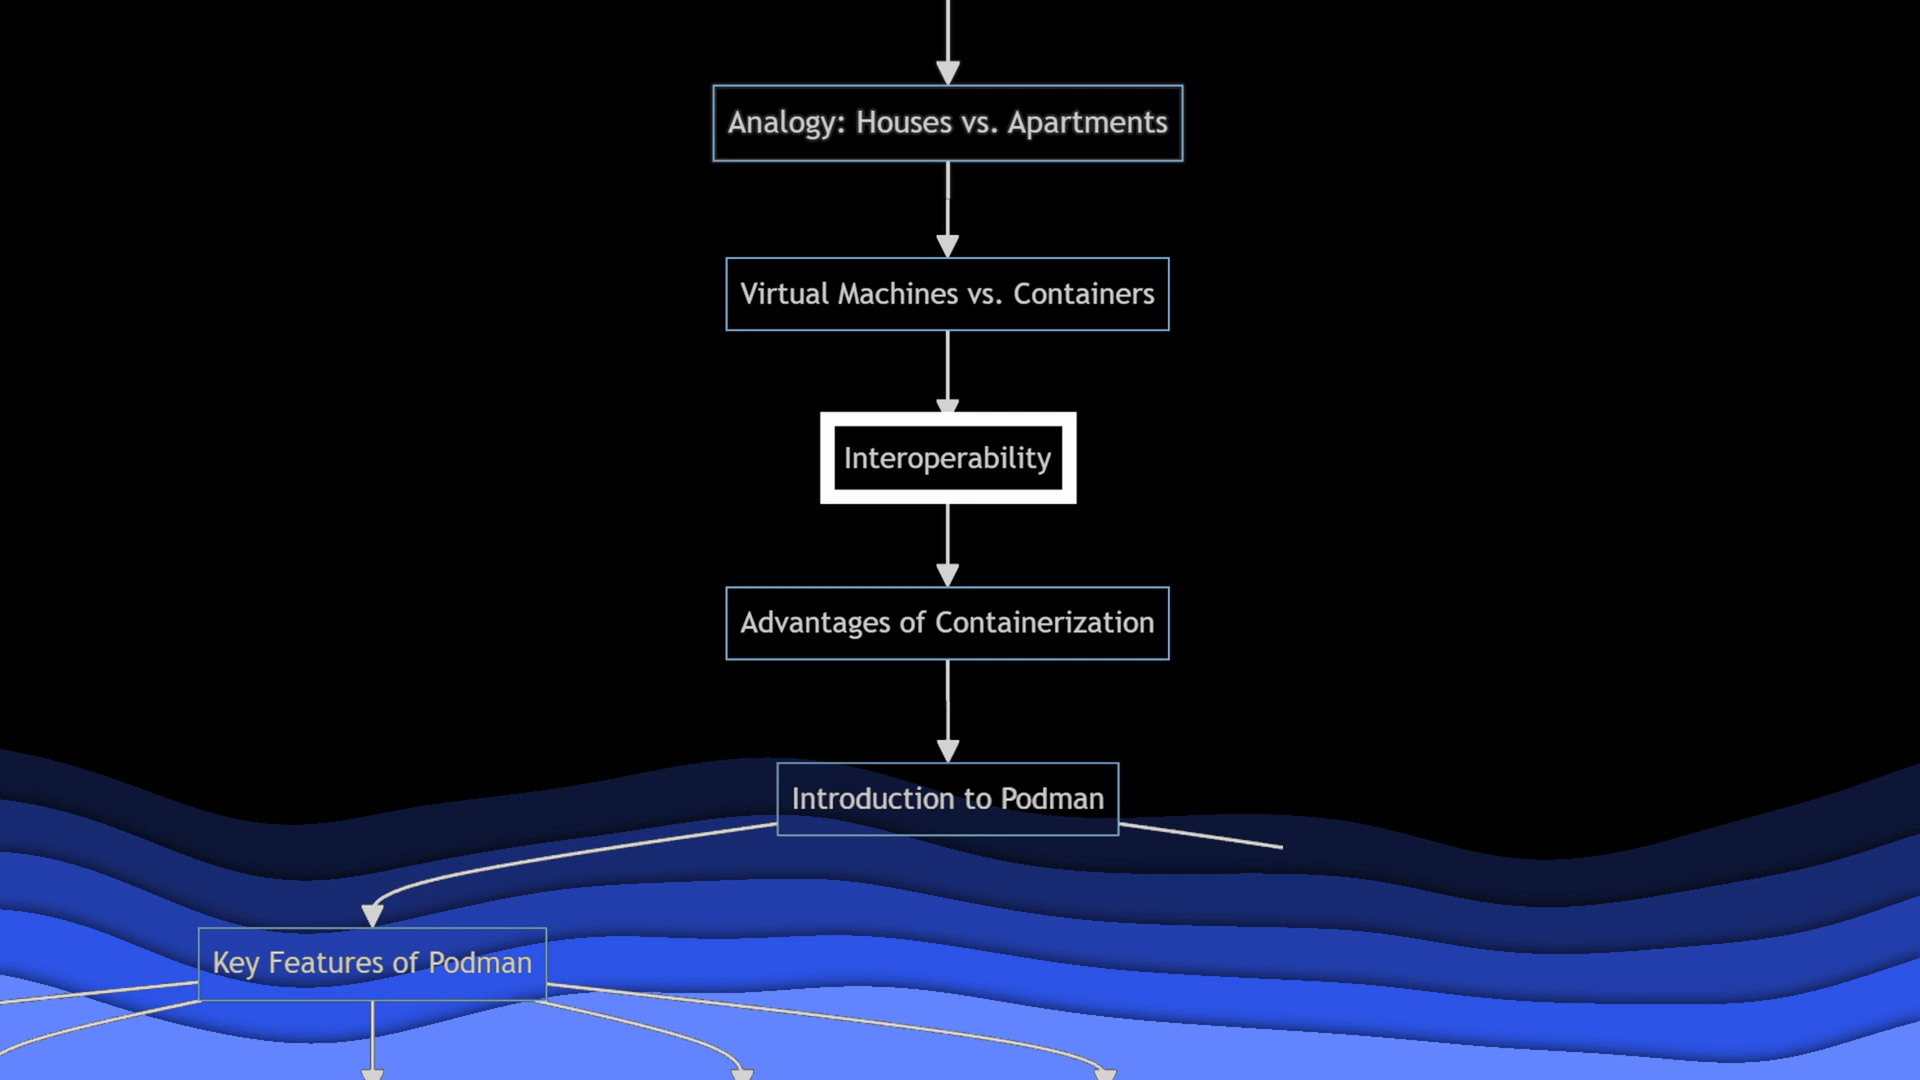 Analogy: Houses vs. Apartments
Virtual Machines vs. Containers
Interoperability
Advantages of Containerization
Introduction to Podman
Key Features of Podman